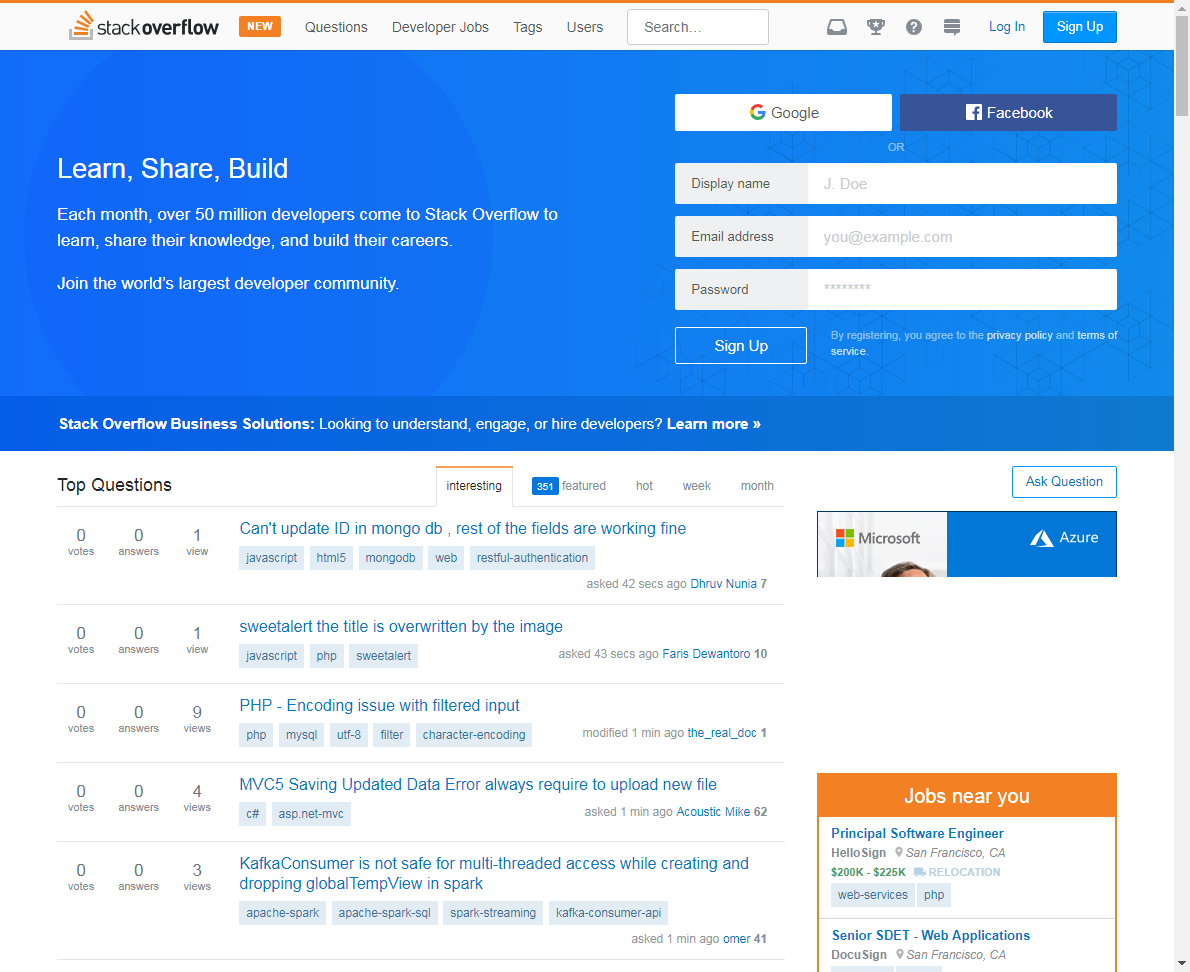 stackoverflow NEW Questions Developer Jobs Tags Users Search... Log In Sign Up
Google Facebook
OR
Learn, Share, Build
Each month, over 50 million developers come to Stack Overflow to
learn, share their knowledge, and build their careers.
Join the world's largest developer community.
Display name J. Doe
Email address you@example.com
Password ********
Sign Up
By registering, you agree to the privacy policy and terms of
service.
Stack Overflow Business Solutions: Looking to understand, engage, or hire developers? Learn more »
Top Questions interesting 351 featured hot week month
0 votes 0 answers 1 view
Can't update ID in mongo db , rest of the fields are working fine
javascript html5 mongodb web restful-authentication
asked 42 secs ago Dhruv Nunia 7
0 votes 0 answers 1 view
sweetalert the title is overwritten by the image
javascript php sweetalert
asked 43 secs ago Faris Dewantoro 10
0 votes 0 answers 9 views
PHP - Encoding issue with filtered input
php mysql utf-8 filter character-encoding
modified 1 min ago the_real_doc 1
0 votes 0 answers 4 views
MVC5 Saving Updated Data Error always require to upload new file
c# asp.net-mvc
asked 1 min ago Acoustic Mike 62
0 votes 0 answers 3 views
KafkaConsumer is not safe for multi-threaded access while creating and
dropping globalTempView in spark
apache-spark apache-spark-sql spark-streaming kafka-consumer-api
asked 1 min ago omer 41
Ask Question
Microsoft Azure
Jobs near you
Principal Software Engineer
HelloSign San Francisco, CA
$200K - $225K RELOCATION
web-services php
Senior SDET - Web Applications
DocuSign San Francisco, CA